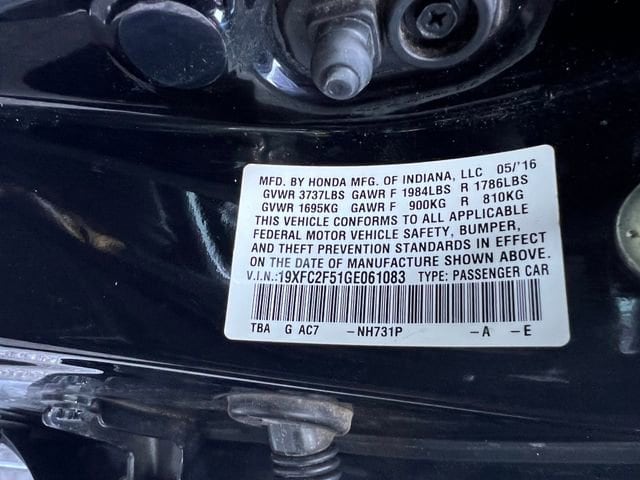 MFD. BY HONDA MFG. OF INDIANA, LLC 05/'16
GVWR 3737LBS GAWR F 1984LBS R 1786LBS
GVWR 1695KG GAWR F 900KG R 810KG
THIS VEHICLE CONFORMS TO ALL APPLICABLE
FEDERAL MOTOR VEHICLE SAFETY, BUMPER,
AND THEFT PREVENTION STANDARDS IN EFFECT
ON THE DATE OF MANUFACTURE SHOWN ABOVE.
V.I.N.:19XFC2F51GE061083 TYPE: PASSENGER CAR
TBA G AC7 -NH731P -A -E